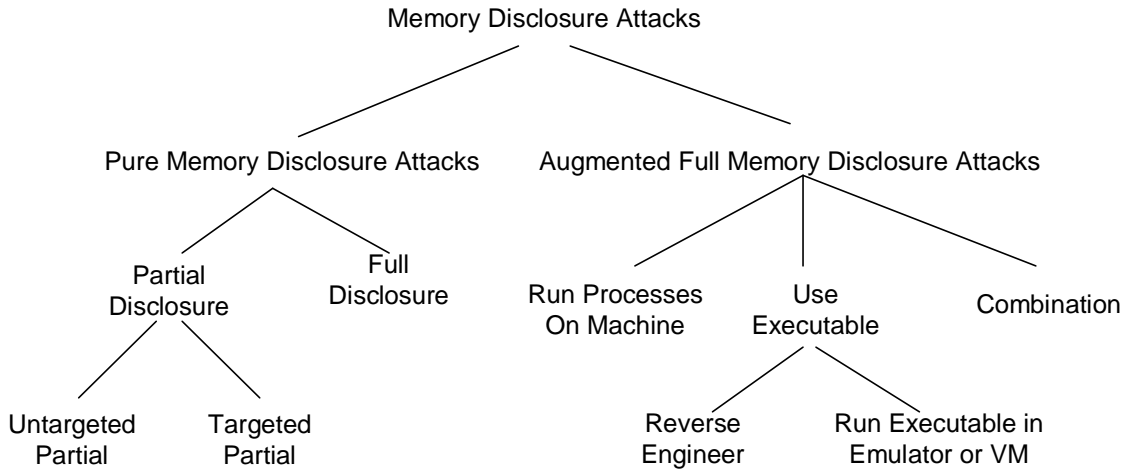 Memory Disclosure Attacks
Pure Memory Disclosure Attacks
Augmented Full Memory Disclosure Attacks
Partial
Disclosure
Full
Disclosure
Run Processes
On Machine
Use
Executable
Combination
Untargeted
Partial
Targeted
Partial
Reverse
Engineer
Run Executable in
Emulator or VM